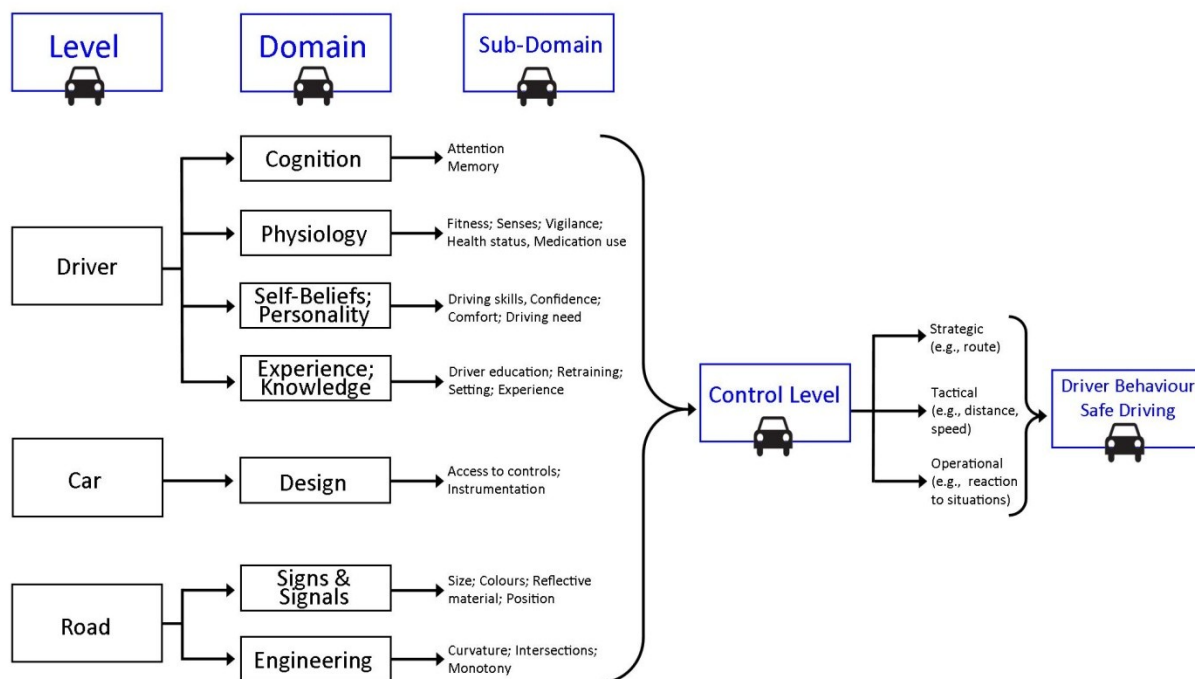 Level
Domain
Sub-Domain
Driver
Cognition
Attention
Memory
Physiology
Fitness; Senses; Vigilance;
Health status, Medication use
Self-Beliefs;
Personality
Driving skills, Confidence;
Comfort; Driving need
Experience;
Knowledge
Driver education; Retraining;
Setting; Experience
Car
Design
Access to controls;
Instrumentation
Road
Signs &
Signals
Size; Colours; Reflective
material; Position
Engineering
Curvature; Intersections;
Monotony
Control Level
Strategic
(e.g., route)
Tactical
(e.g., distance,
speed)
Operational
(e.g., reaction
to situations)
Driver Behaviour
Safe Driving